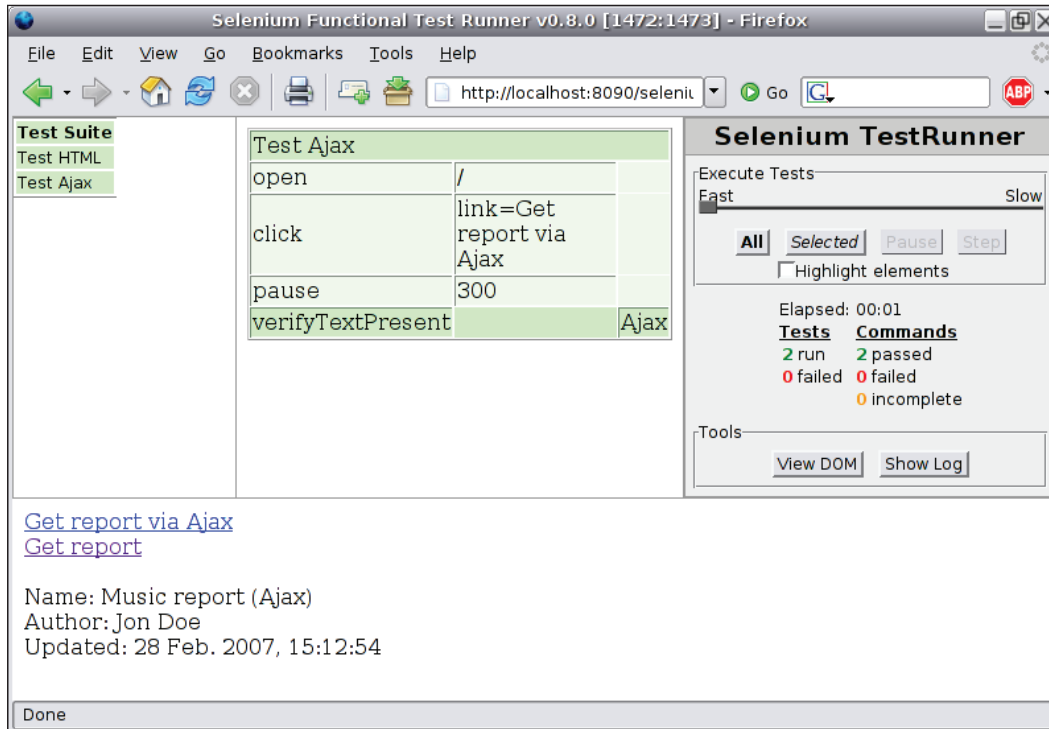 Selenium Functional Test Runner v0.8.0 [1472:1473] - Firefox
File Edit View Go Bookmarks Tools Help
http://localhost:8090/seleniu Go G ABP
Test Suite
Test HTML
Test Ajax
Test Ajax
open /
click link=Get
report via
Ajax
pause 300
verifyTextPresent Ajax
Selenium TestRunner
Execute Tests
Fast Slow
All Selected Pause Step
Highlight elements
Elapsed: 00:01
Tests Commands
2 run 2 passed
0 failed 0 failed
0 incomplete
Tools
View DOM Show Log
Get report via Ajax
Get report
Name: Music report (Ajax)
Author: Jon Doe
Updated: 28 Feb. 2007, 15:12:54
Done